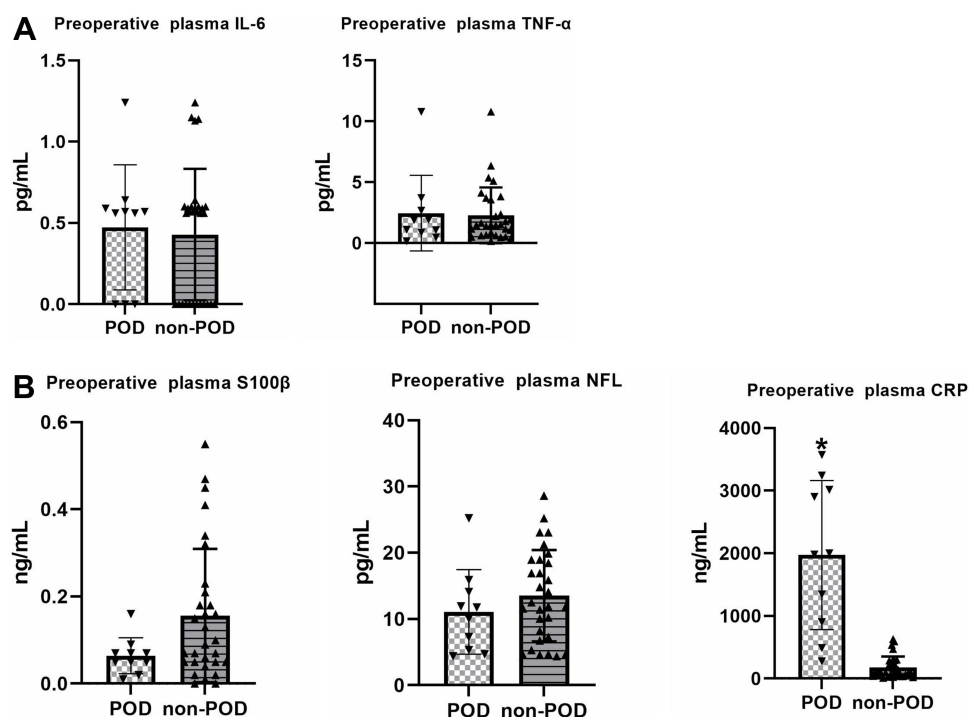 A
Preoperative plasma IL-6
pg/mL
1.5
1.0
0.5
0.0
POD non-POD
Preoperative plasma TNF-α
pg/mL
15
10
5
0
POD non-POD
B
Preoperative plasma S100β
ng/mL
0.6
0.4
0.2
0.0
POD non-POD
Preoperative plasma NFL
pg/mL
40
30
20
10
0
POD non-POD
Preoperative plasma CRP
ng/mL
4000
3000
2000
1000
0
*
POD non-POD